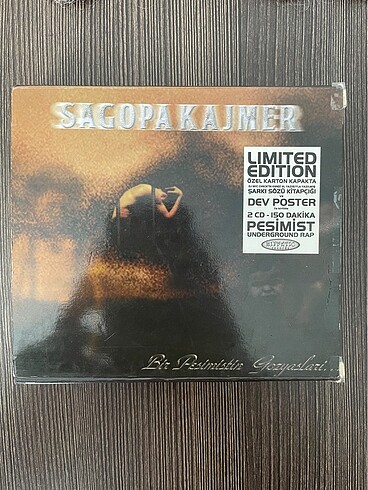 SAGOPA KAJMER
LIMITED
EDITION
ÖZEL KARTON KAPAKTA
ŞARKI SÖZÜ KİTAPÇIĞI
DEV POSTER
2 CD - 150 DAKİKA
PESİMİST
UNDERGROUND RAP
Bir Pesimistin Gozyaslari...